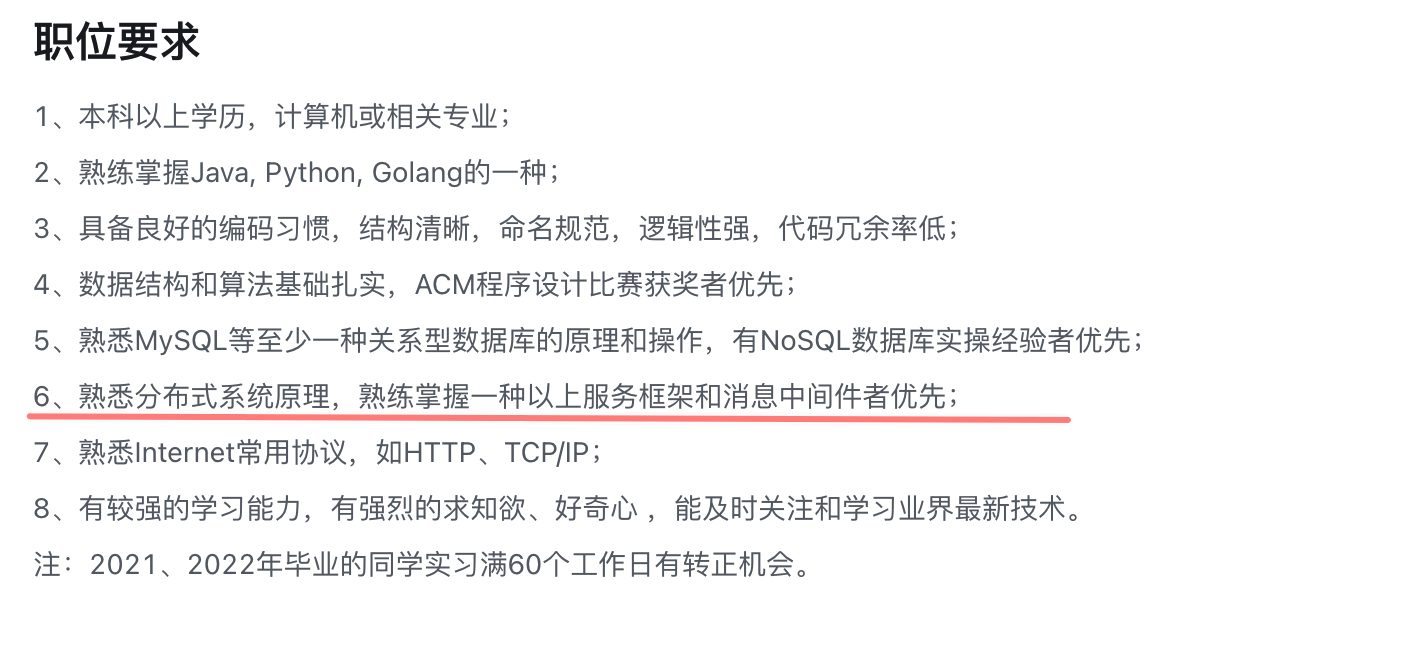 职位要求
1、本科以上学历，计算机或相关专业；
2、熟练掌握Java, Python, Golang的一种；
3、具备良好的编码习惯，结构清晰，命名规范，逻辑性强，代码冗余率低；
4、数据结构和算法基础扎实，ACM程序设计比赛获奖者优先；
5、熟悉MySQL等至少一种关系型数据库的原理和操作，有NoSQL数据库实操经验者优先；
6、熟悉分布式系统原理，熟练掌握一种以上服务框架和消息中间件者优先；
7、熟悉Internet常用协议，如HTTP、TCP/IP；
8、有较强的学习能力，有强烈的求知欲、好奇心 ，能及时关注和学习业界最新技术。
注：2021、2022年毕业的同学实习满60个工作日有转正机会。